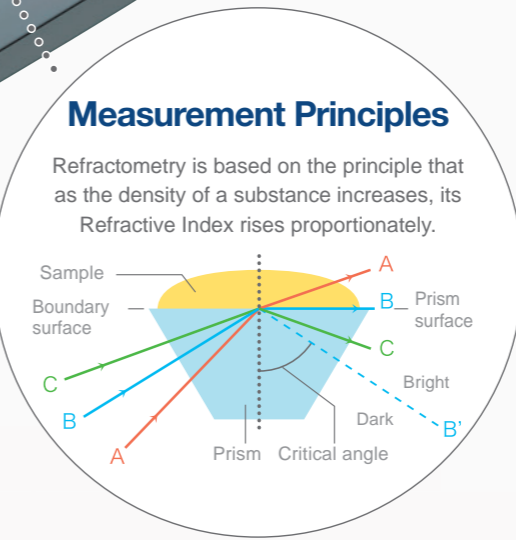 Measurement Principles
Refractometry is based on the principle that
as the density of a substance increases, its
Refractive Index rises proportionately.
Sample
Boundary
surface
A
B
Prism
surface
C
C
B
A
Bright
Dark
B'
Prism
Critical angle